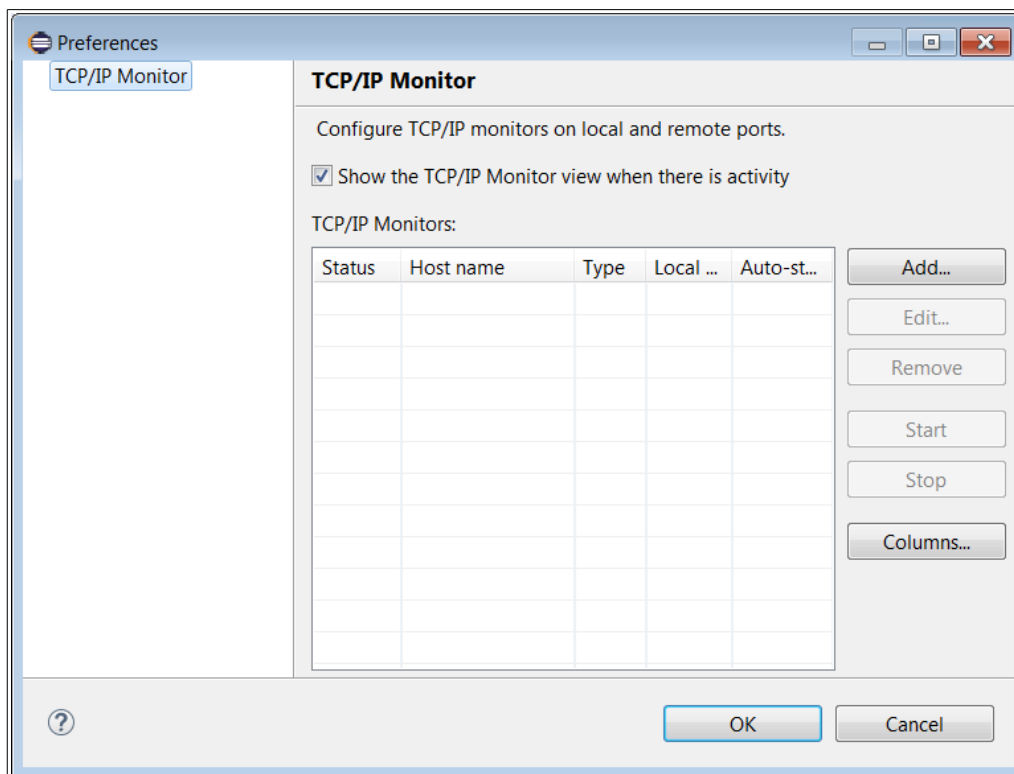 Preferences
TCP/IP Monitor
TCP/IP Monitor
Configure TCP/IP monitors on local and remote ports.
Show the TCP/IP Monitor view when there is activity
TCP/IP Monitors:
Status Host name Type Local ... Auto-st...
Add...
Edit...
Remove
Start
Stop
Columns...
?
OK Cancel